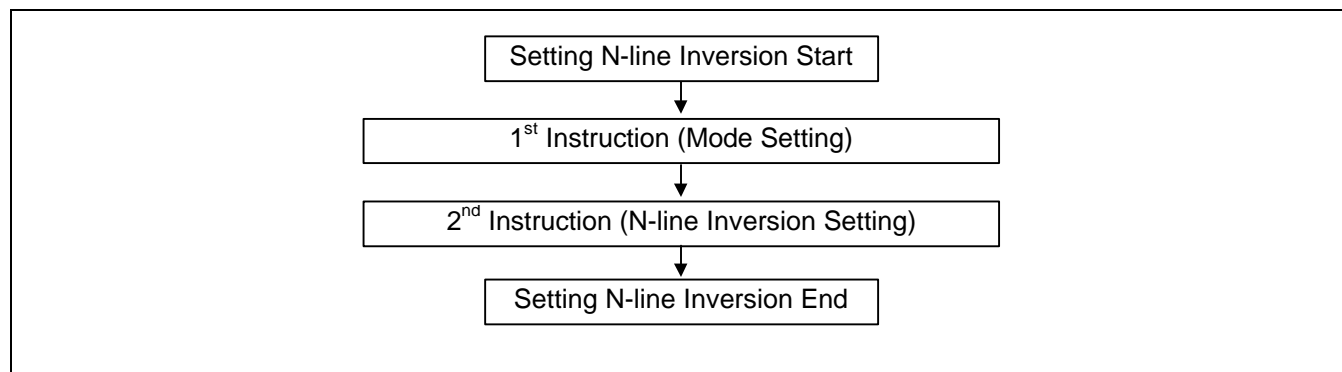 Setting N-line Inversion Start
1st Instruction (Mode Setting)
2nd Instruction (N-line Inversion Setting)
Setting N-line Inversion End